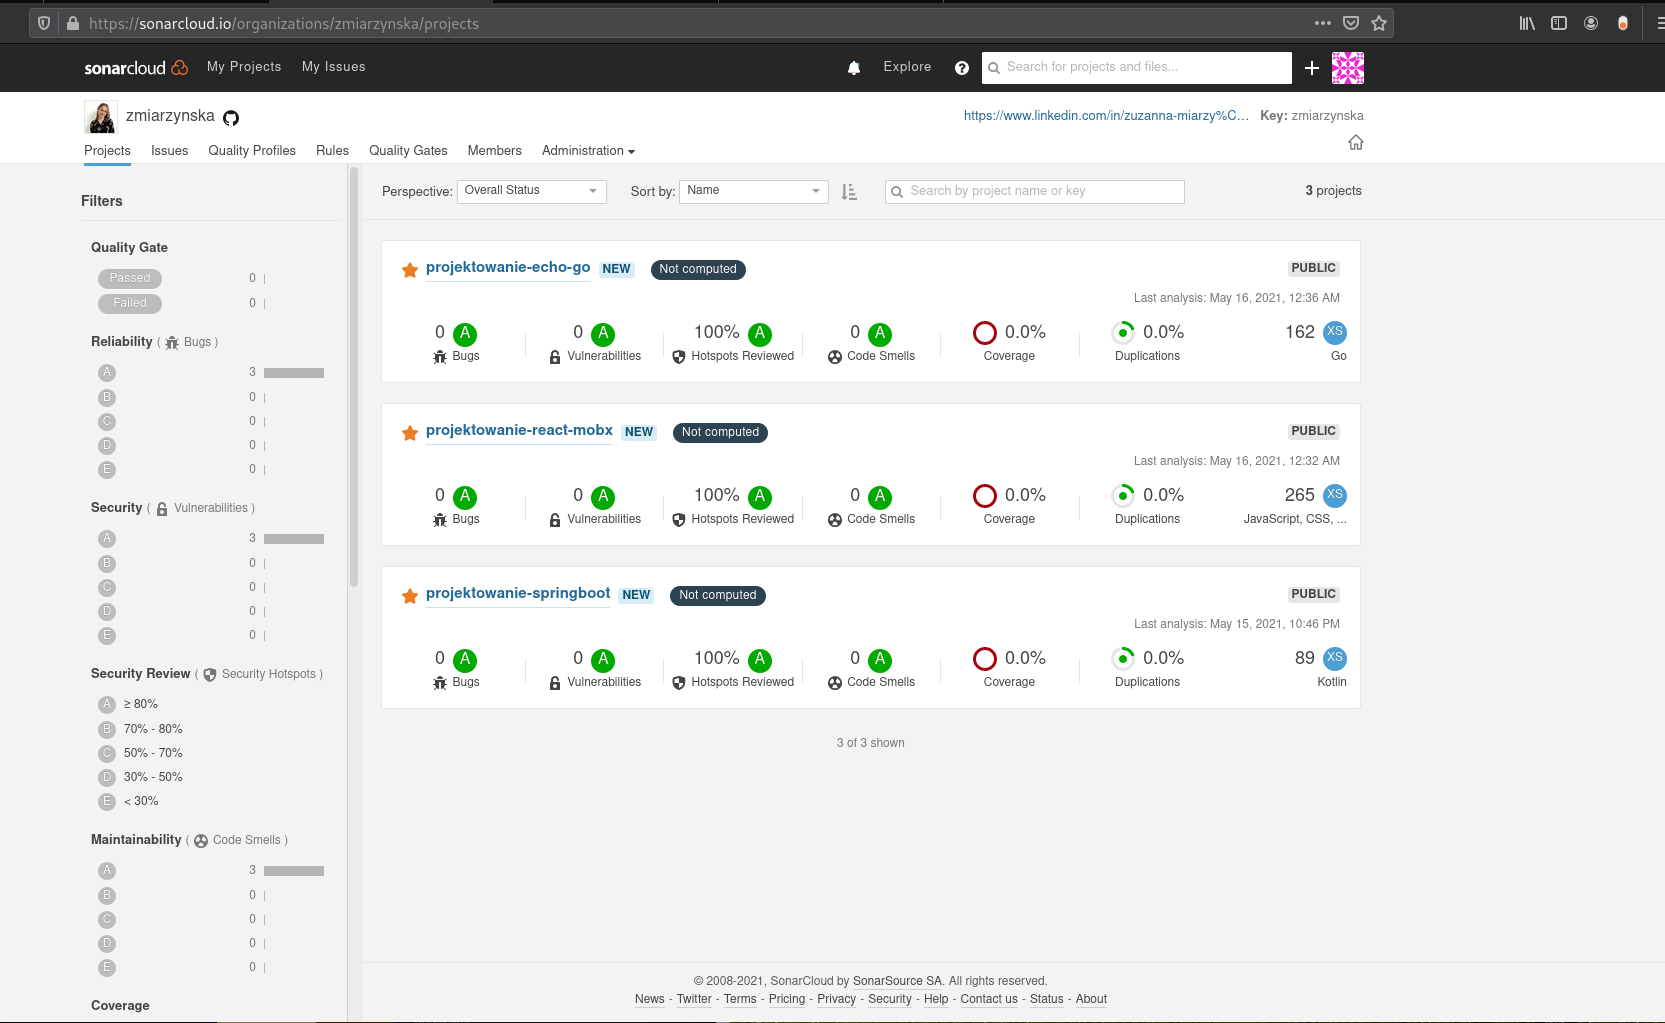 https://sonarcloud.io/organizations/zmiarzynska/projects
sonarcloud My Projects My Issues Explore Search for projects and files...
zmiarzynska https://www.linkedin.com/in/zuzanna-miarzy%C... Key: zmiarzynska
Projects Issues Quality Profiles Rules Quality Gates Members Administration
Filters
Quality Gate
Passed 0
Failed 0
Reliability ( Bugs )
A 3
B 0
C 0
D 0
E 0
Security ( Vulnerabilities )
A 3
B 0
C 0
D 0
E 0
Security Review ( Security Hotspots )
A ≥ 80%
B 70% - 80%
C 50% - 70%
D 30% - 50%
E < 30%
Maintainability ( Code Smells )
A 3
B 0
C 0
D 0
E 0
Coverage
Perspective: Overall Status Sort by: Name Search by project name or key 3 projects
projektowanie-echo-go NEW Not computed PUBLIC
Last analysis: May 16, 2021, 12:36 AM
0 A 0 A 100% A 0 A 0.0% 0.0% 162 XS
Bugs Vulnerabilities Hotspots Reviewed Code Smells Coverage Duplications Go
projektowanie-react-mobx NEW Not computed PUBLIC
Last analysis: May 16, 2021, 12:32 AM
0 A 0 A 100% A 0 A 0.0% 0.0% 265 XS
Bugs Vulnerabilities Hotspots Reviewed Code Smells Coverage Duplications JavaScript, CSS, ...
projektowanie-springboot NEW Not computed PUBLIC
Last analysis: May 15, 2021, 10:46 PM
0 A 0 A 100% A 0 A 0.0% 0.0% 89 XS
Bugs Vulnerabilities Hotspots Reviewed Code Smells Coverage Duplications Kotlin
3 of 3 shown
© 2008-2021, SonarCloud by SonarSource SA. All rights reserved.
News - Twitter - Terms - Pricing - Privacy - Security - Help - Contact us - Status - About